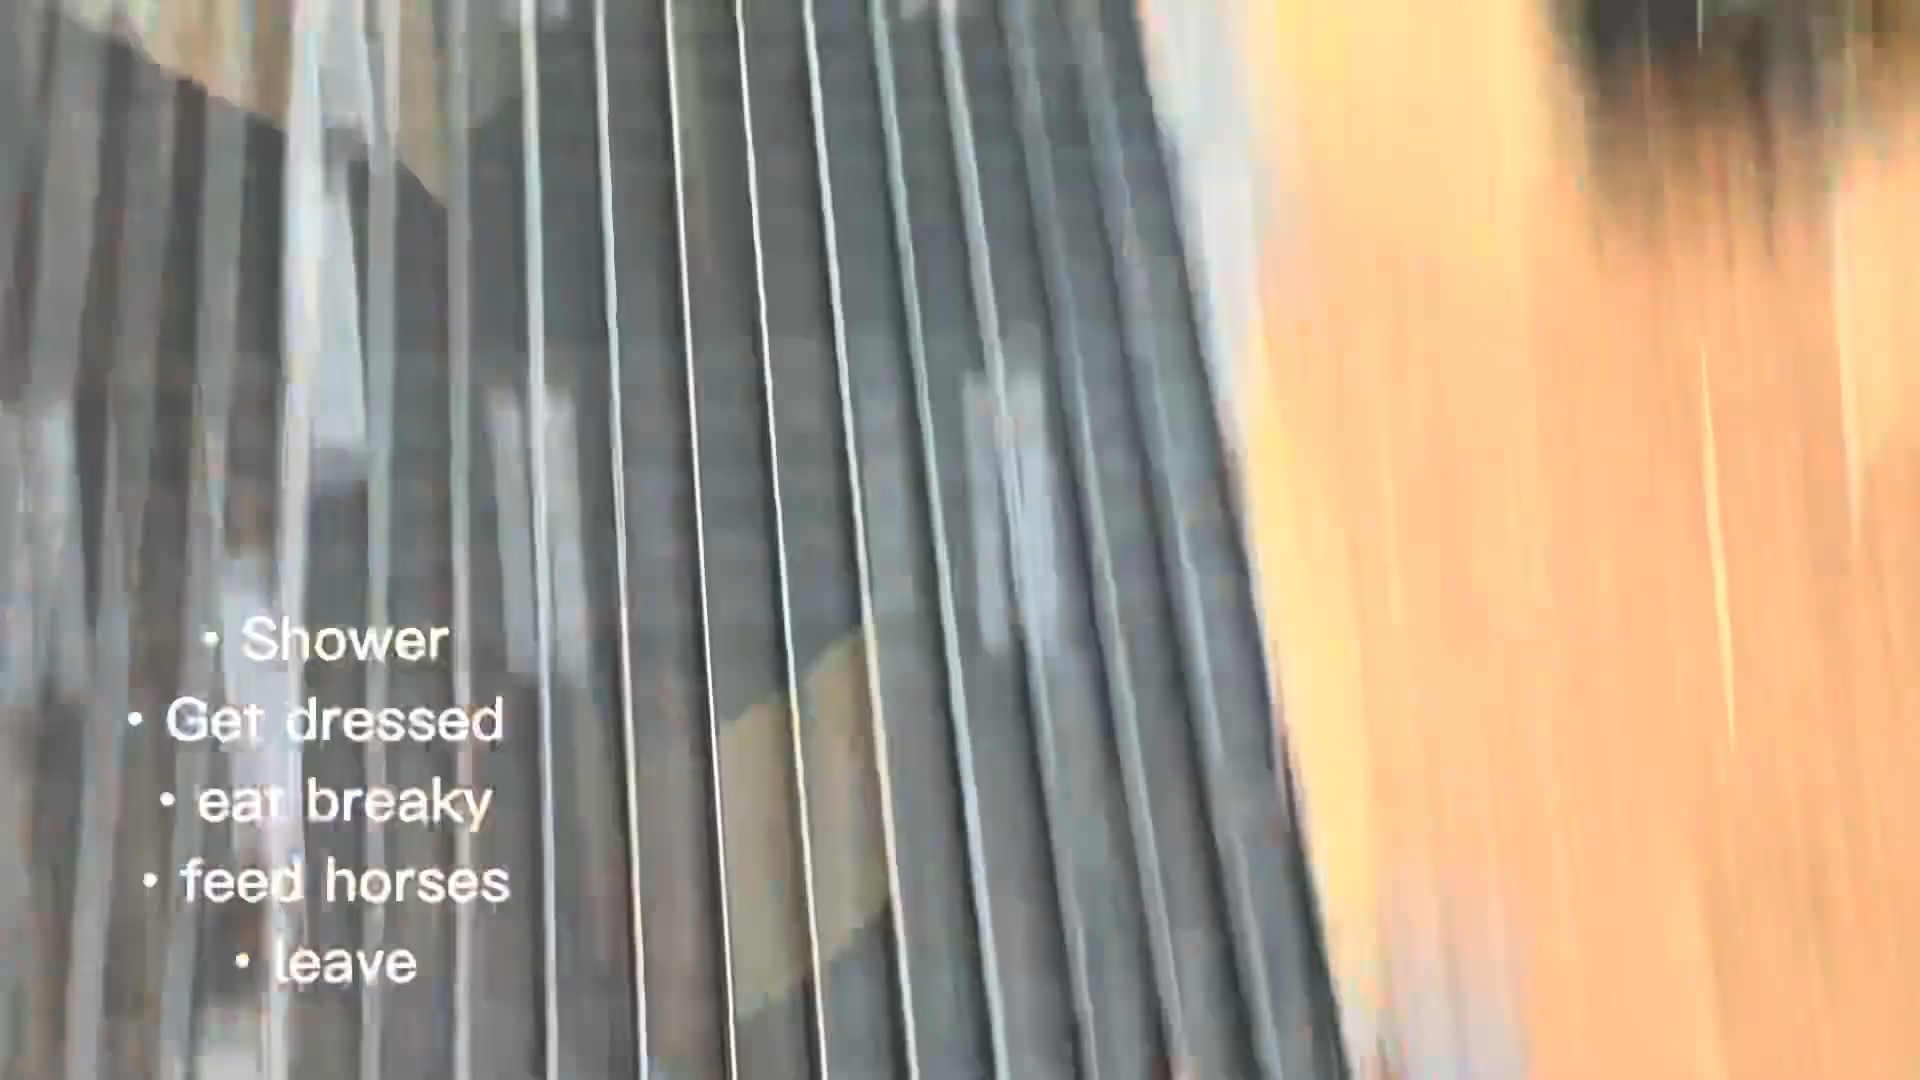 • Shower
• Get dressed
• eat breaky
• feed horses
• leave